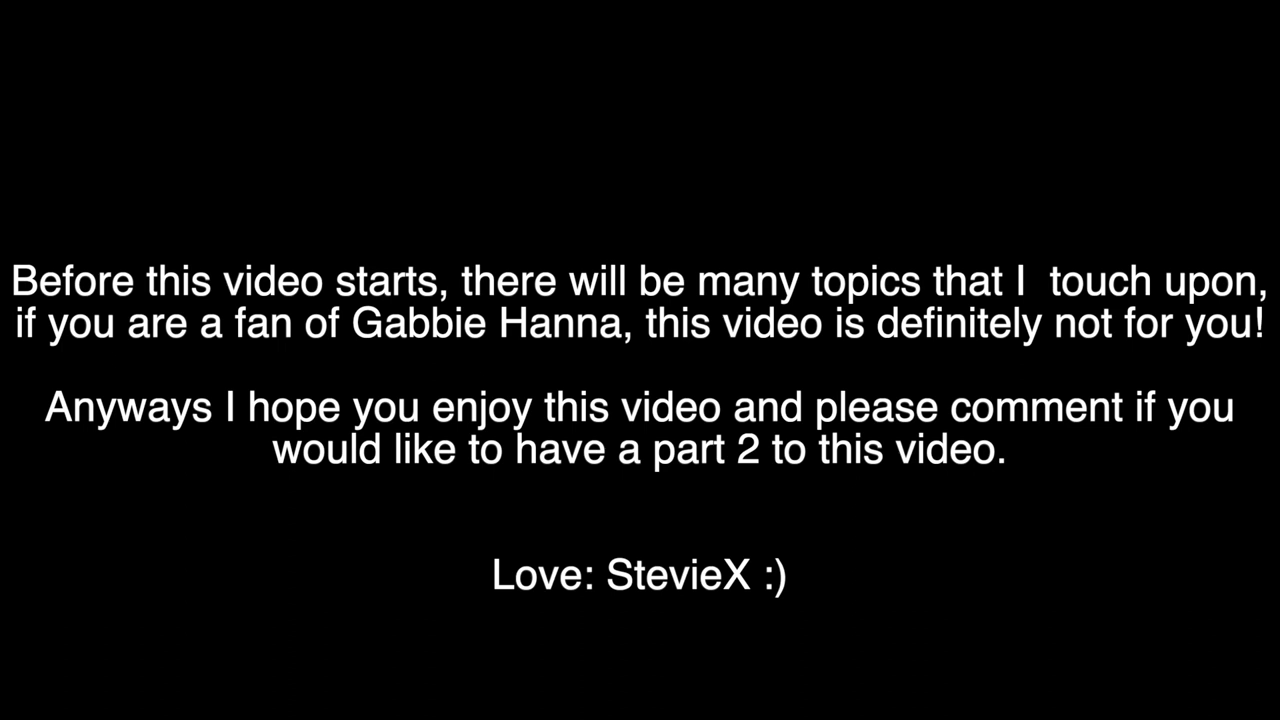 Before this video starts, there will be many topics that I  touch upon,
if you are a fan of Gabbie Hanna, this video is definitely not for you!
Anyways I hope you enjoy this video and please comment if you
would like to have a part 2 to this video.
Love: StevieX :)